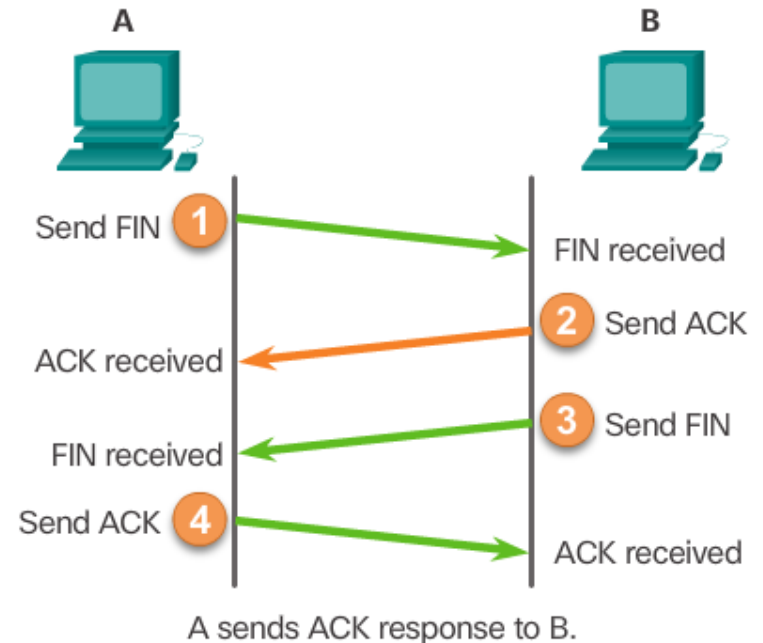 A
B
Send FIN 1
FIN received
2 Send ACK
ACK received
3 Send FIN
FIN received
Send ACK 4
ACK received
A sends ACK response to B.